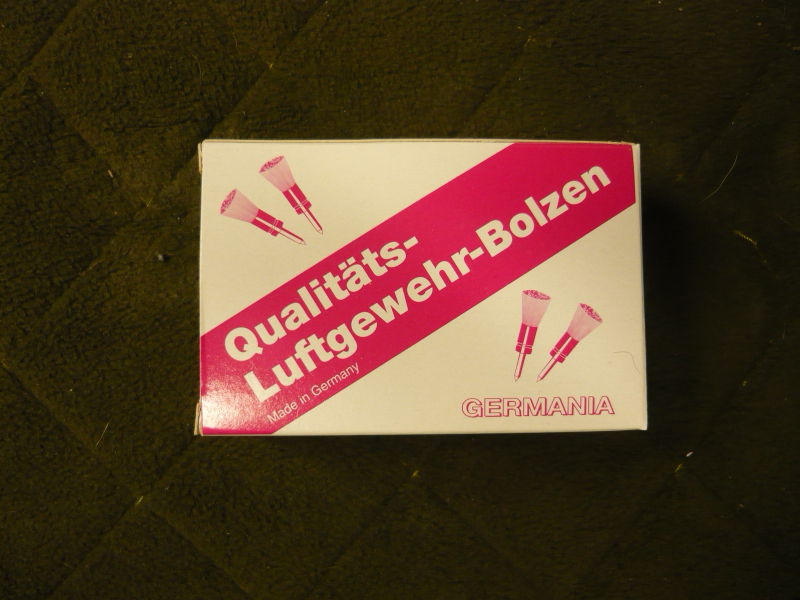 Qualitäts-
Luftgewehr-Bolzen
Made in Germany
GERMANIA